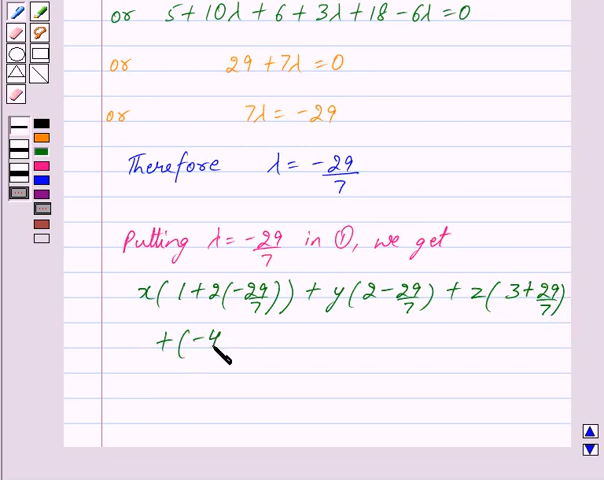 or 5 + 10λ + 6 + 3λ + 18 - 6λ = 0
or 29 + 7λ = 0
or 7λ = -29
Therefore λ = -29/7
Putting λ = -29/7 in ①, we get
x(1 + 2(-29/7)) + y(2 - 29/7) + z(3 + 29/7)
+ (-4